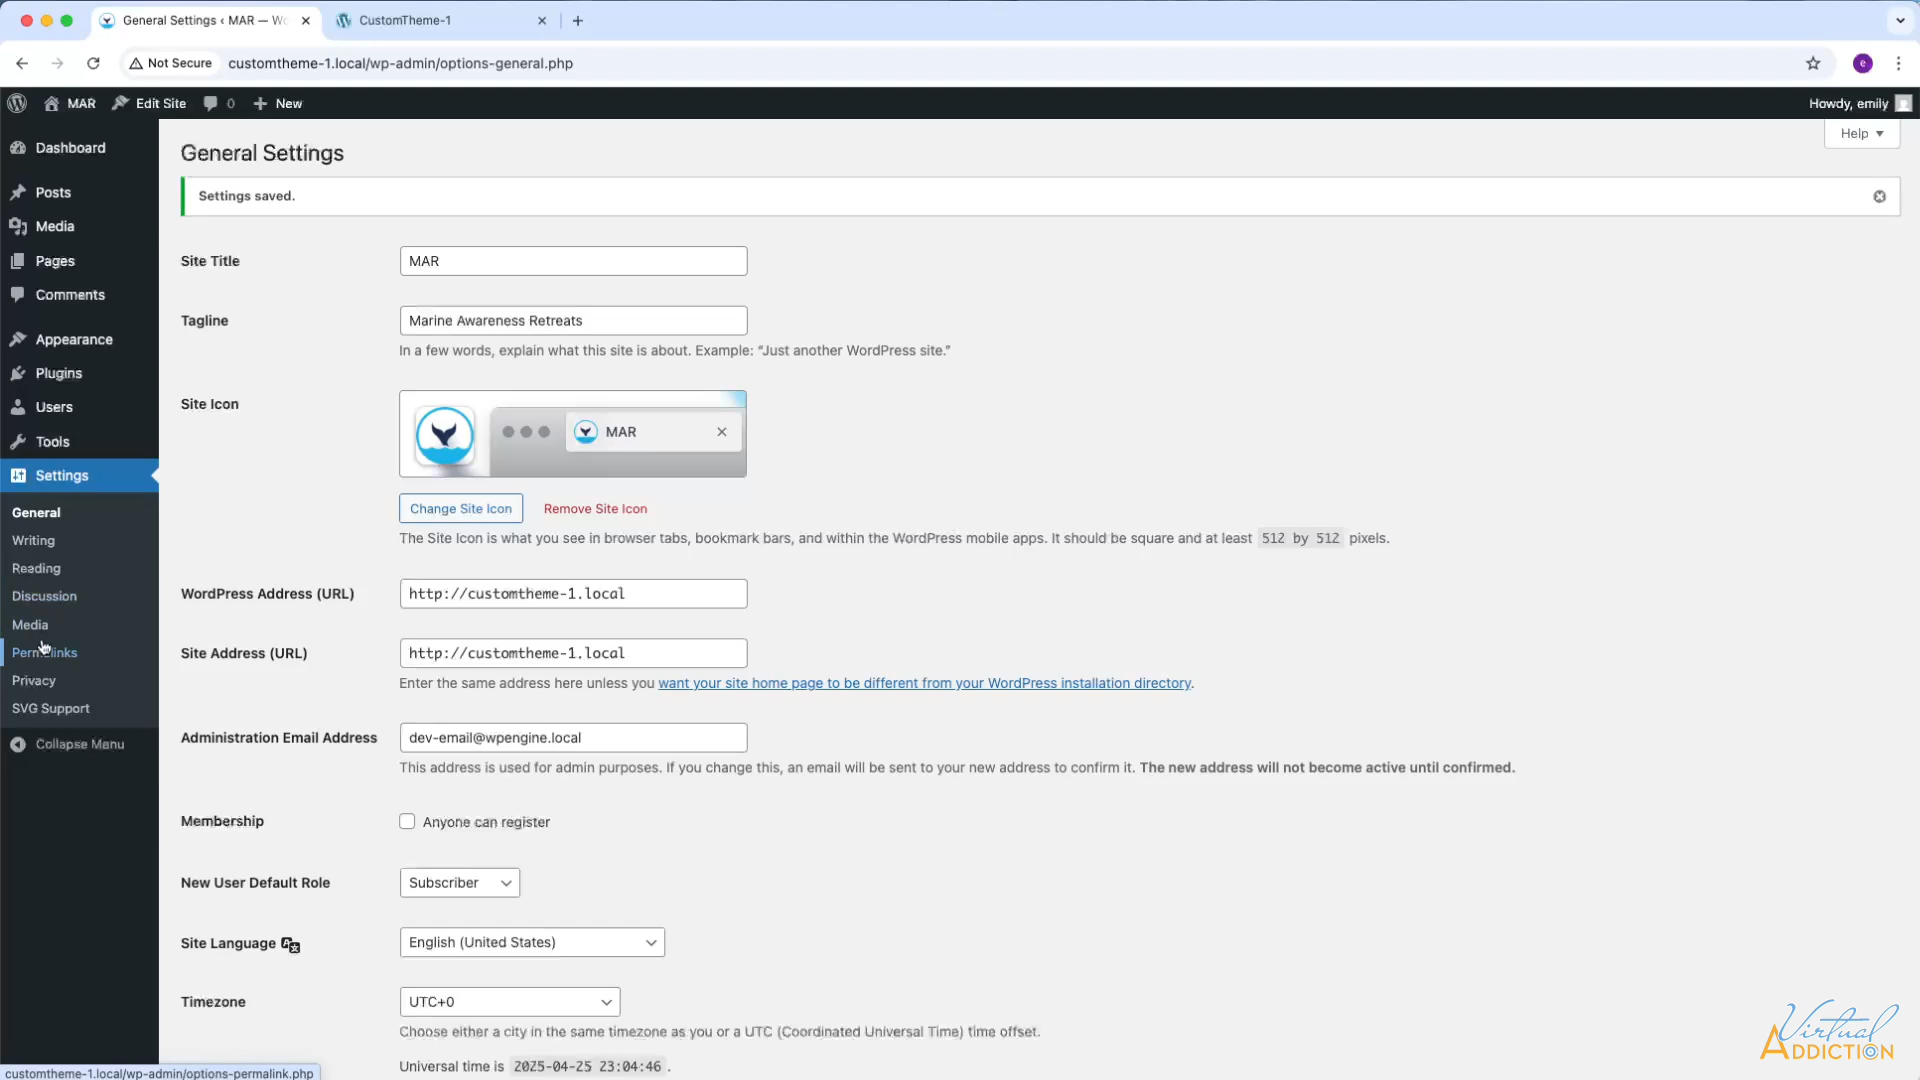 General Settings ‹ MAR — Wo
CustomTheme-1
Not Secure
customtheme-1.local/wp-admin/options-general.php
MAR
Edit Site
0
New
Howdy, emily
Help
Dashboard
Posts
Media
Pages
Comments
Appearance
Plugins
Users
Tools
Settings
General
Writing
Reading
Discussion
Media
Permalinks
Privacy
SVG Support
Collapse Menu
General Settings
Settings saved.
Site Title
MAR
Tagline
Marine Awareness Retreats
In a few words, explain what this site is about. Example: “Just another WordPress site.”
Site Icon
MAR
Change Site Icon
Remove Site Icon
The Site Icon is what you see in browser tabs, bookmark bars, and within the WordPress mobile apps. It should be square and at least 512 by 512 pixels.
WordPress Address (URL)
http://customtheme-1.local
Site Address (URL)
http://customtheme-1.local
Enter the same address here unless you want your site home page to be different from your WordPress installation directory.
Administration Email Address
dev-email@wpengine.local
This address is used for admin purposes. If you change this, an email will be sent to your new address to confirm it. The new address will not become active until confirmed.
Membership
Anyone can register
New User Default Role
Subscriber
Site Language
English (United States)
Timezone
UTC+0
Choose either a city in the same timezone as you or a UTC (Coordinated Universal Time) time offset.
Universal time is 2025-04-25 23:04:46 .
customtheme-1.local/wp-admin/options-permalink.php
Virtual
ADDICTION